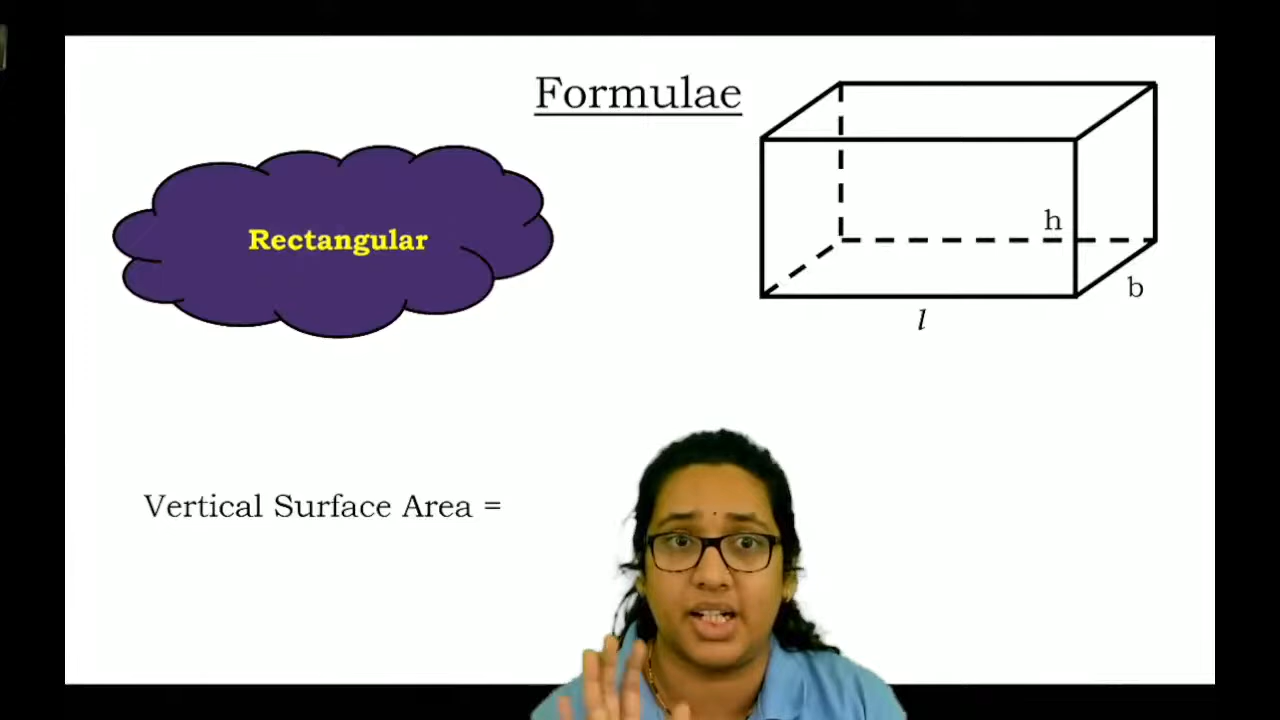 Formulae
Rectangular
h
b
l
Vertical Surface Area =